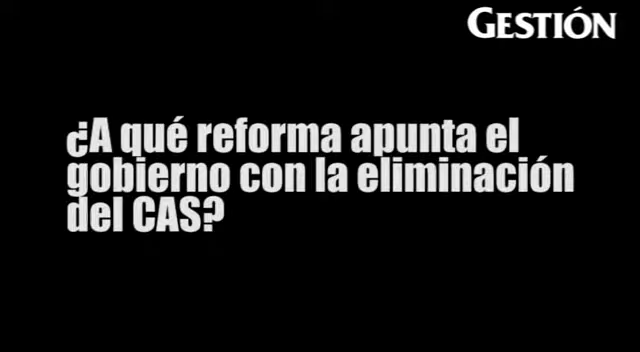 GESTIÓN
¿A qué reforma apunta el
gobierno con la eliminación
del CAS?